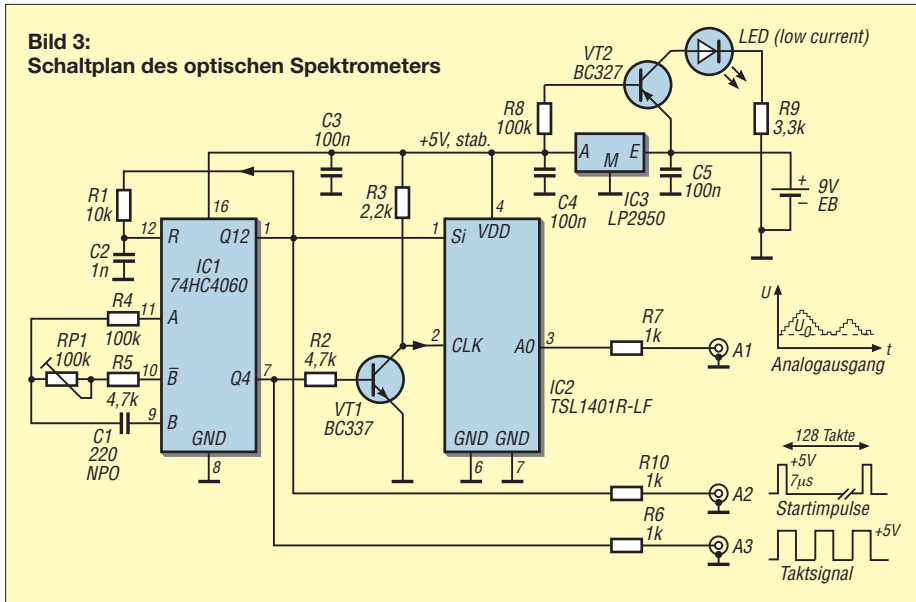 Bild 3:
Schaltplan des optischen Spektrometers
LED (low current)
VT2
BC327
R8
100k
R9
3,3k
C3
100n
+5V, stab.
A
M
E
IC3
LP2950
C4
100n
C5
100n
+
–
9V
EB
R1
10k
R3
2,2k
C2
1n
16
12
R
Q12
1
IC1
74HC4060
R4
100k
11
A
RP1
100k
R5
4,7k
10
B
9
B
C1
220
NPO
Q4
7
GND
8
R2
4,7k
VT1
BC337
4
VDD
1
Si
2
CLK
A0
3
IC2
TSL1401R-LF
GND
GND
6
7
R7
1k
A1
U
U0
t
Analogausgang
R10
1k
A2
128 Takte
+5V
7µs
Startimpulse
R6
1k
A3
+5V
Taktsignal